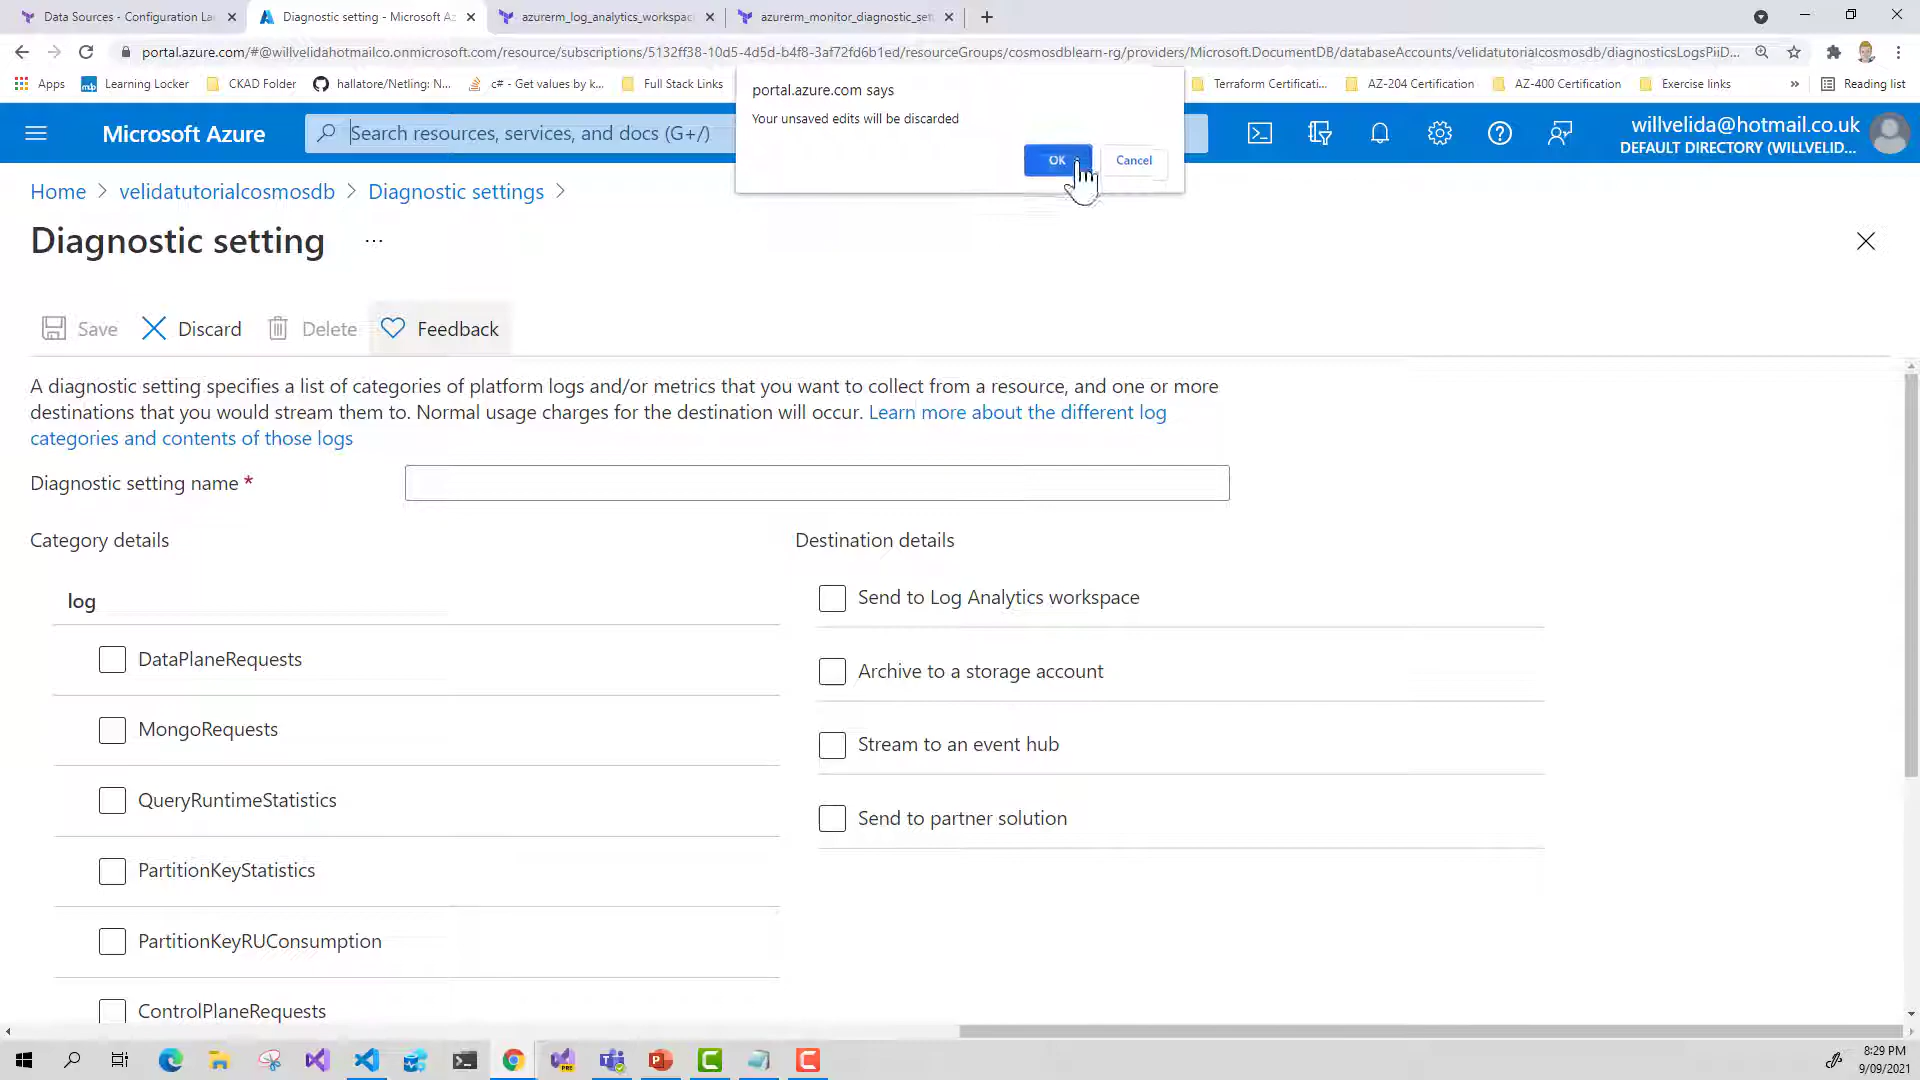 Data Sources - Configuration La
Diagnostic setting - Microsoft Az
azurerm_log_analytics_workspac
azurerm_monitor_diagnostic_set
portal.azure.com/#@willvelidahotmailco.onmicrosoft.com/resource/subscriptions/5132ff38-10d5-4d5d-b4f8-3af72fd6b1ed/resourceGroups/cosmosdblearn-rg/providers/Microsoft.DocumentDB/databaseAccounts/velidatutorialcosmosdb/diagnosticsLogsPiiD...
Apps
Learning Locker
CKAD Folder
hallatore/Netling: N...
c# - Get values by k...
Full Stack Links
Terraform Certificati...
AZ-204 Certification
AZ-400 Certification
Exercise links
»
Reading list
portal.azure.com says
Your unsaved edits will be discarded
OK
Cancel
Microsoft Azure
Search resources, services, and docs (G+/)
willvelida@hotmail.co.uk
DEFAULT DIRECTORY (WILLVELID...
Home > velidatutorialcosmosdb > Diagnostic settings >
Diagnostic setting ...
Save
Discard
Delete
Feedback
A diagnostic setting specifies a list of categories of platform logs and/or metrics that you want to collect from a resource, and one or more
destinations that you would stream them to. Normal usage charges for the destination will occur. Learn more about the different log
categories and contents of those logs
Diagnostic setting name *
Category details
log
DataPlaneRequests
MongoRequests
QueryRuntimeStatistics
PartitionKeyStatistics
PartitionKeyRUConsumption
ControlPlaneRequests
Destination details
Send to Log Analytics workspace
Archive to a storage account
Stream to an event hub
Send to partner solution
8:29 PM
9/09/2021